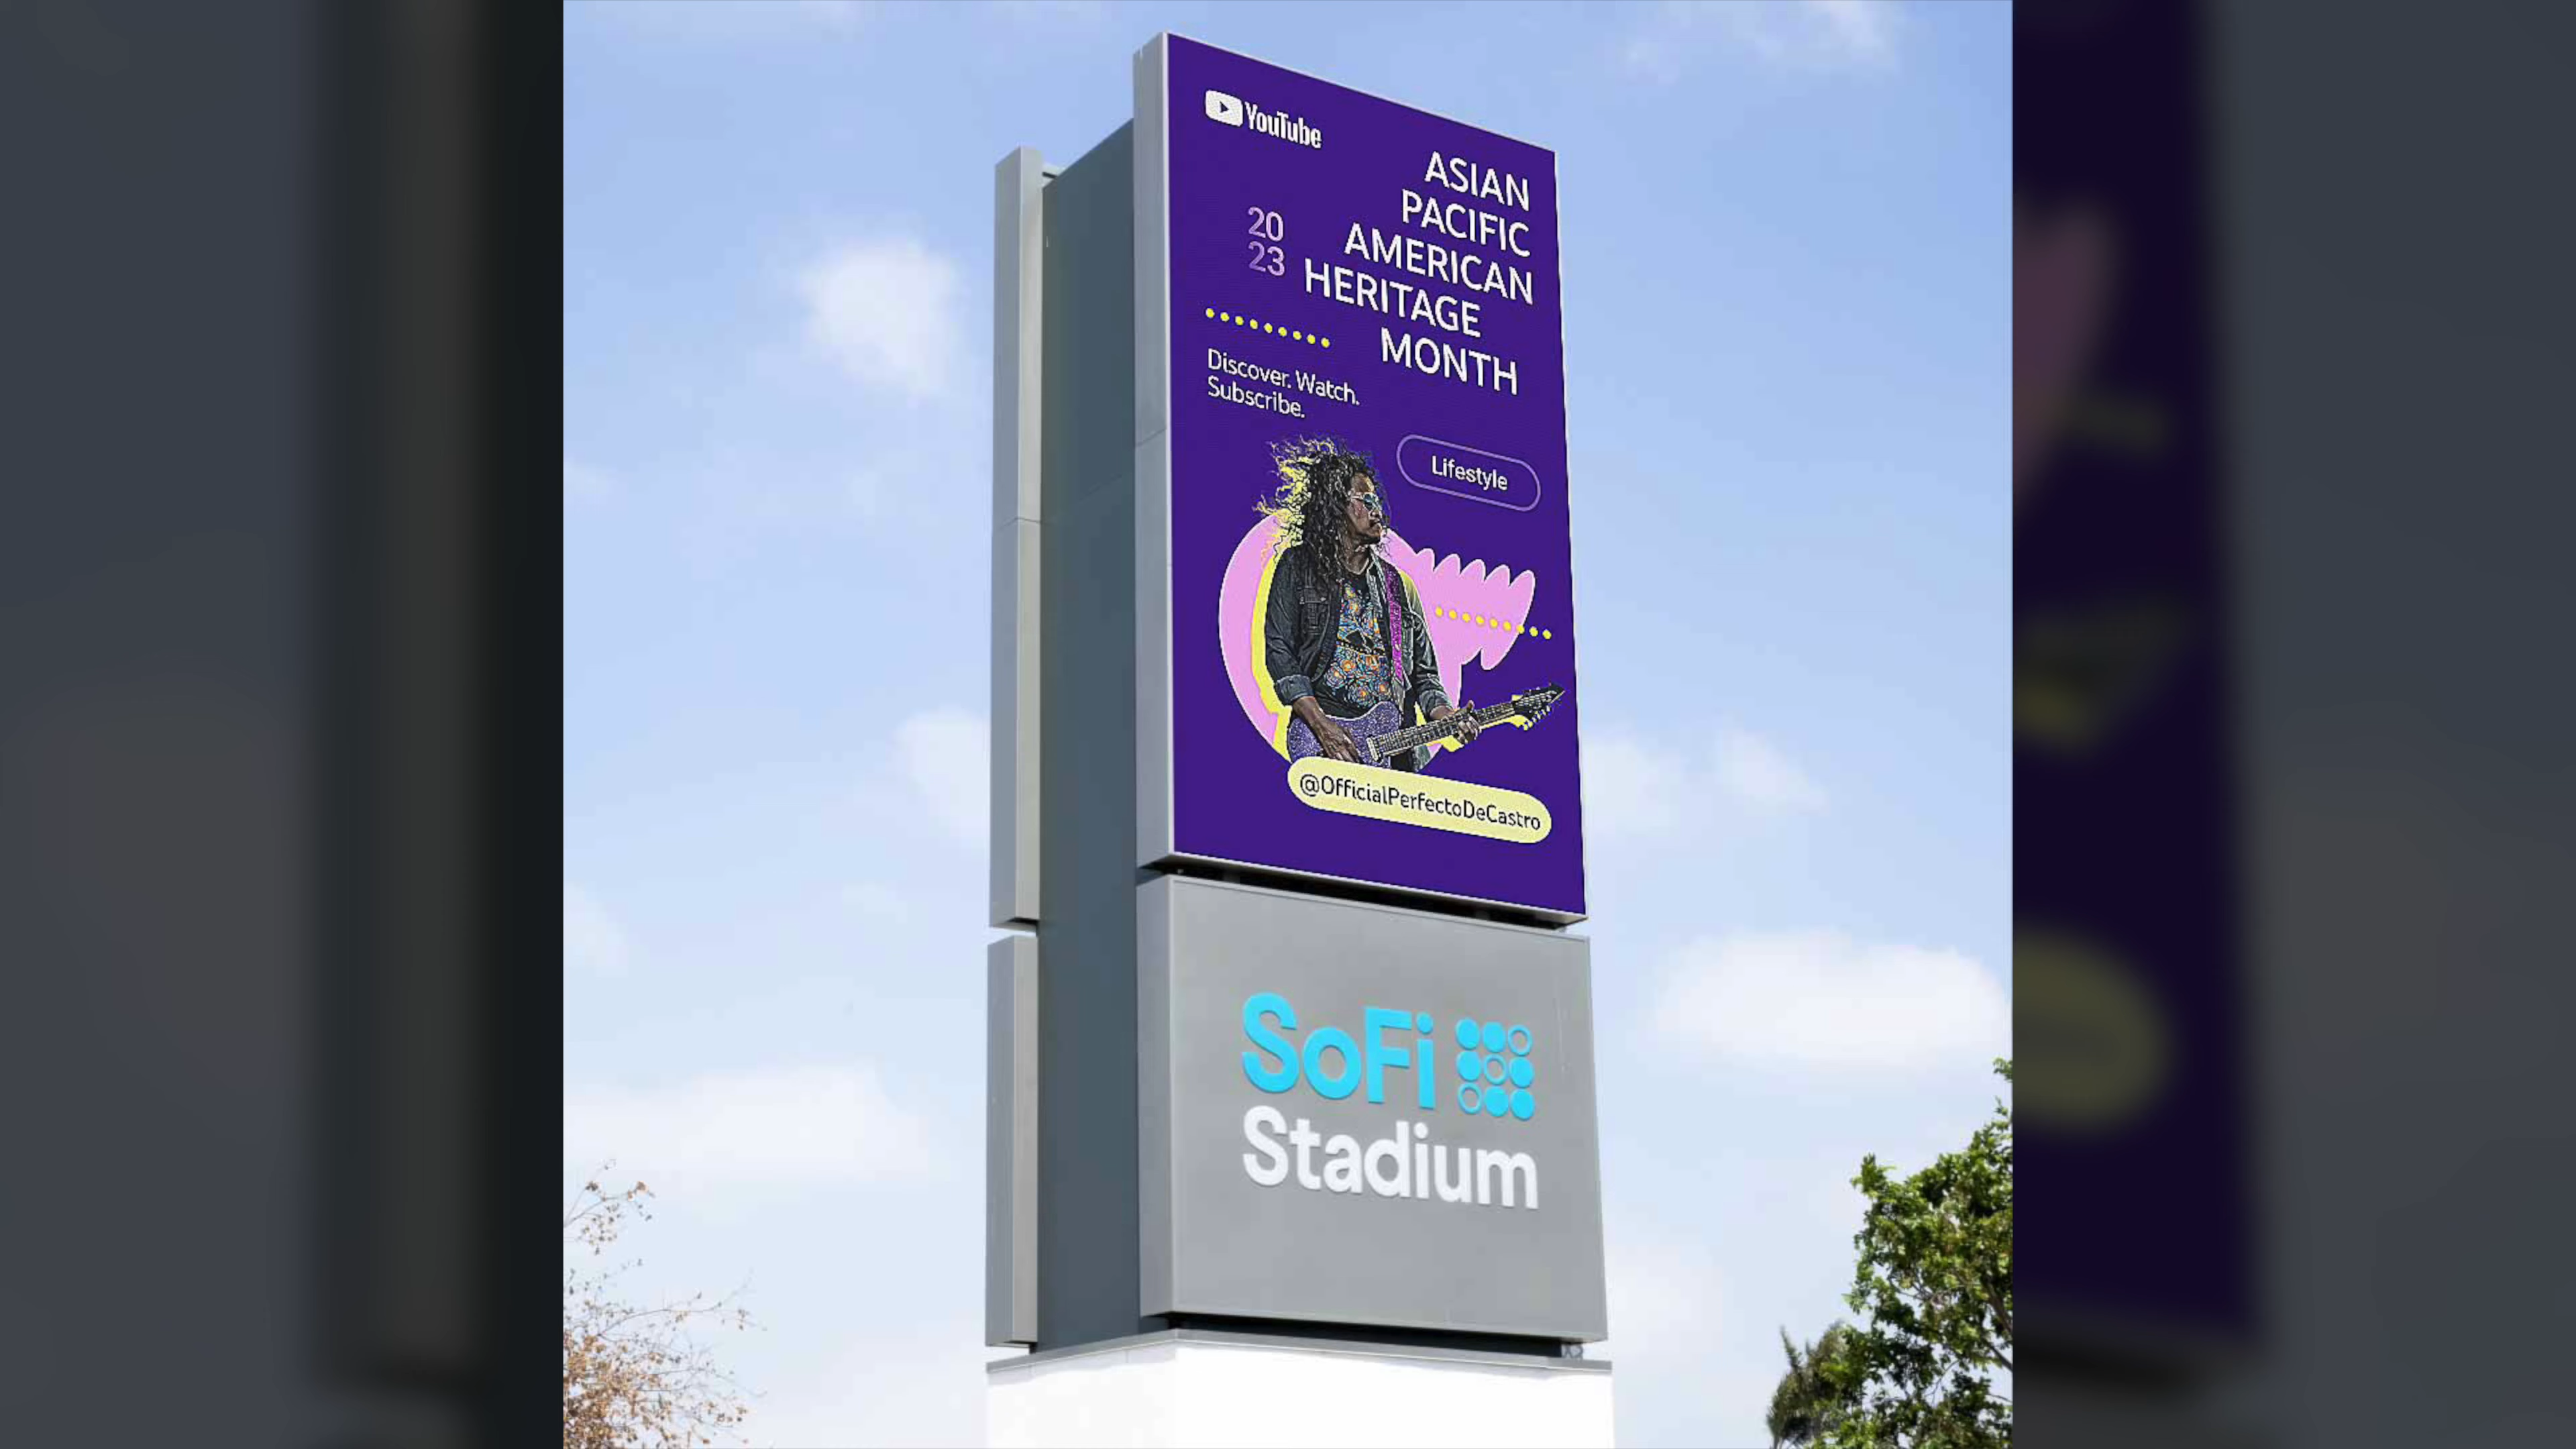 YouTube
20
23
ASIAN
PACIFIC
AMERICAN
HERITAGE
MONTH
Discover. Watch.
Subscribe.
Lifestyle
@OfficialPerfectoDeCastro
SoFi
Stadium